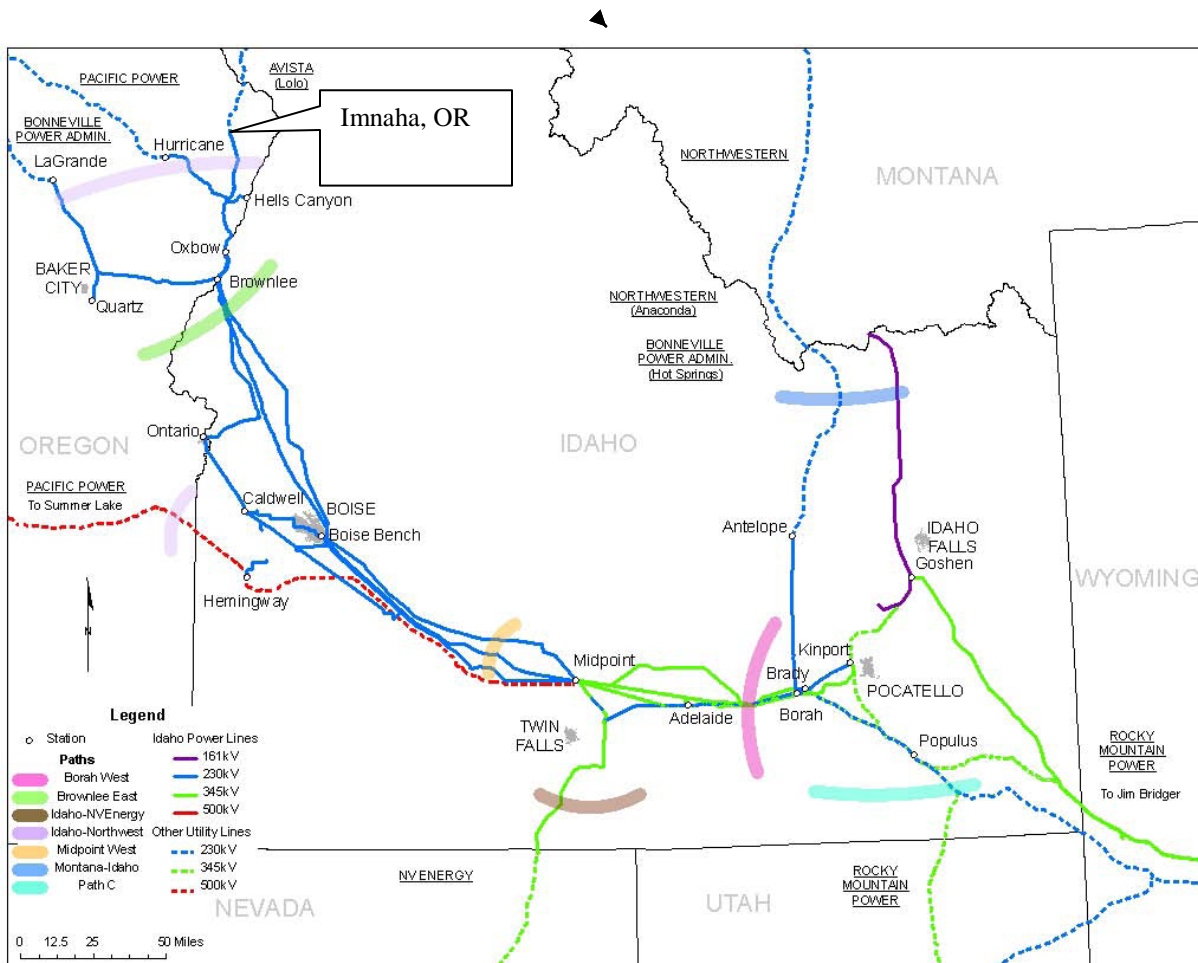 PACIFIC POWER
AVISTA
(Lolo)
Imnaha, OR
BONNEVILLE
POWER ADMIN.
LaGrande
Hurricane
Hells Canyon
NORTHWESTERN
MONTANA
Oxbow
BAKER
CITY
Quartz
Brownlee
NORTHWESTERN
(Anaconda)
BONNEVILLE
POWER ADMIN.
(Hot Springs)
OREGON
Ontario
IDAHO
PACIFIC POWER
To Summer Lake
Caldwell
BOISE
Boise Bench
Antelope
IDAHO
FALLS
Goshen
WYOMING
Hemingway
N
Midpoint
Kinport
Brady
POCATELLO
Adelaide
Borah
TWIN
FALLS
Populus
ROCKY
MOUNTAIN
POWER
To Jim Bridger
Legend
Station
Paths
Borah West
Brownlee East
Idaho-NVEnergy
Idaho-Northwest
Midpoint West
Montana-Idaho
Path C
Idaho Power Lines
161kV
230kV
345kV
500kV
Other Utility Lines
230kV
345kV
500kV
NV ENERGY
NEVADA
UTAH
ROCKY
MOUNTAIN
POWER
0 12.5 25 50 Miles